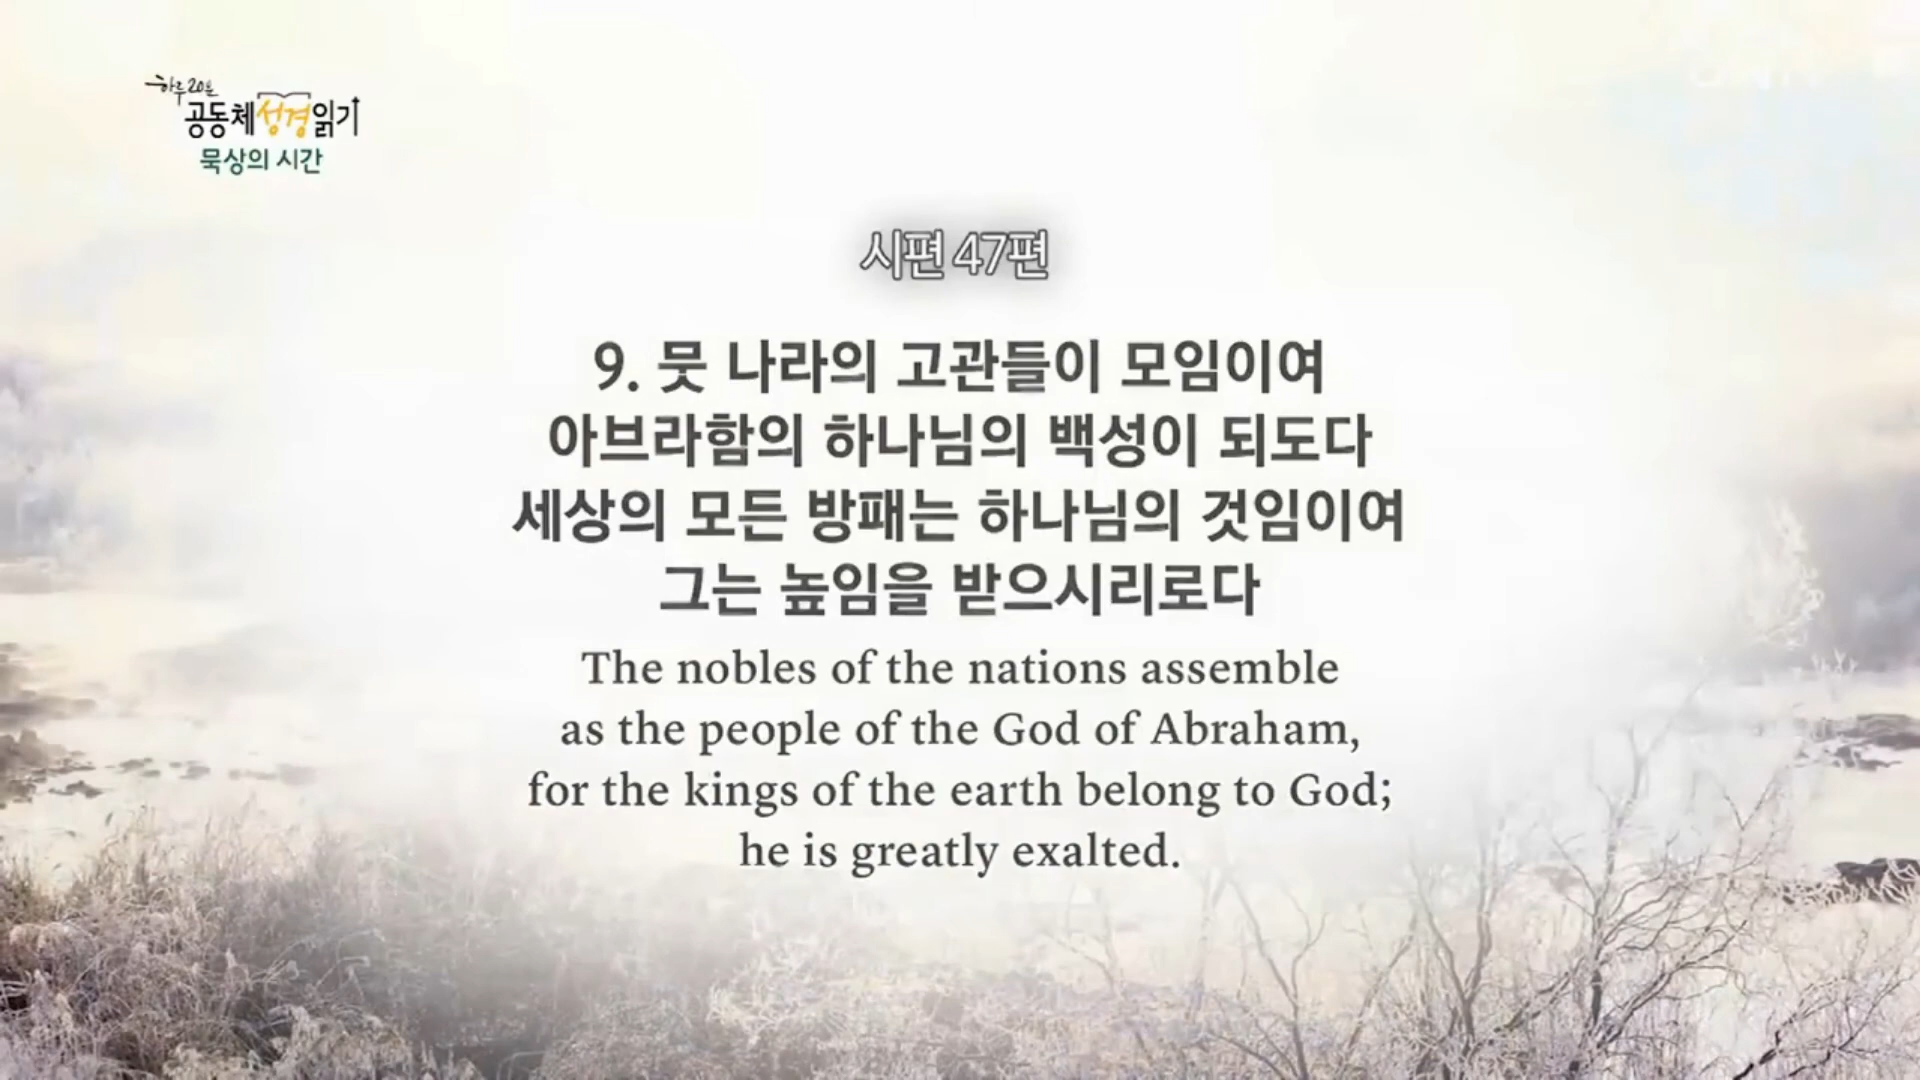 하루 20분
공동체성경읽기
묵상의 시간
시편 47편
9. 뭇 나라의 고관들이 모임이여
아브라함의 하나님의 백성이 되도다
세상의 모든 방패는 하나님의 것임이여
그는 높임을 받으시리로다
The nobles of the nations assemble
as the people of the God of Abraham,
for the kings of the earth belong to God;
he is greatly exalted.